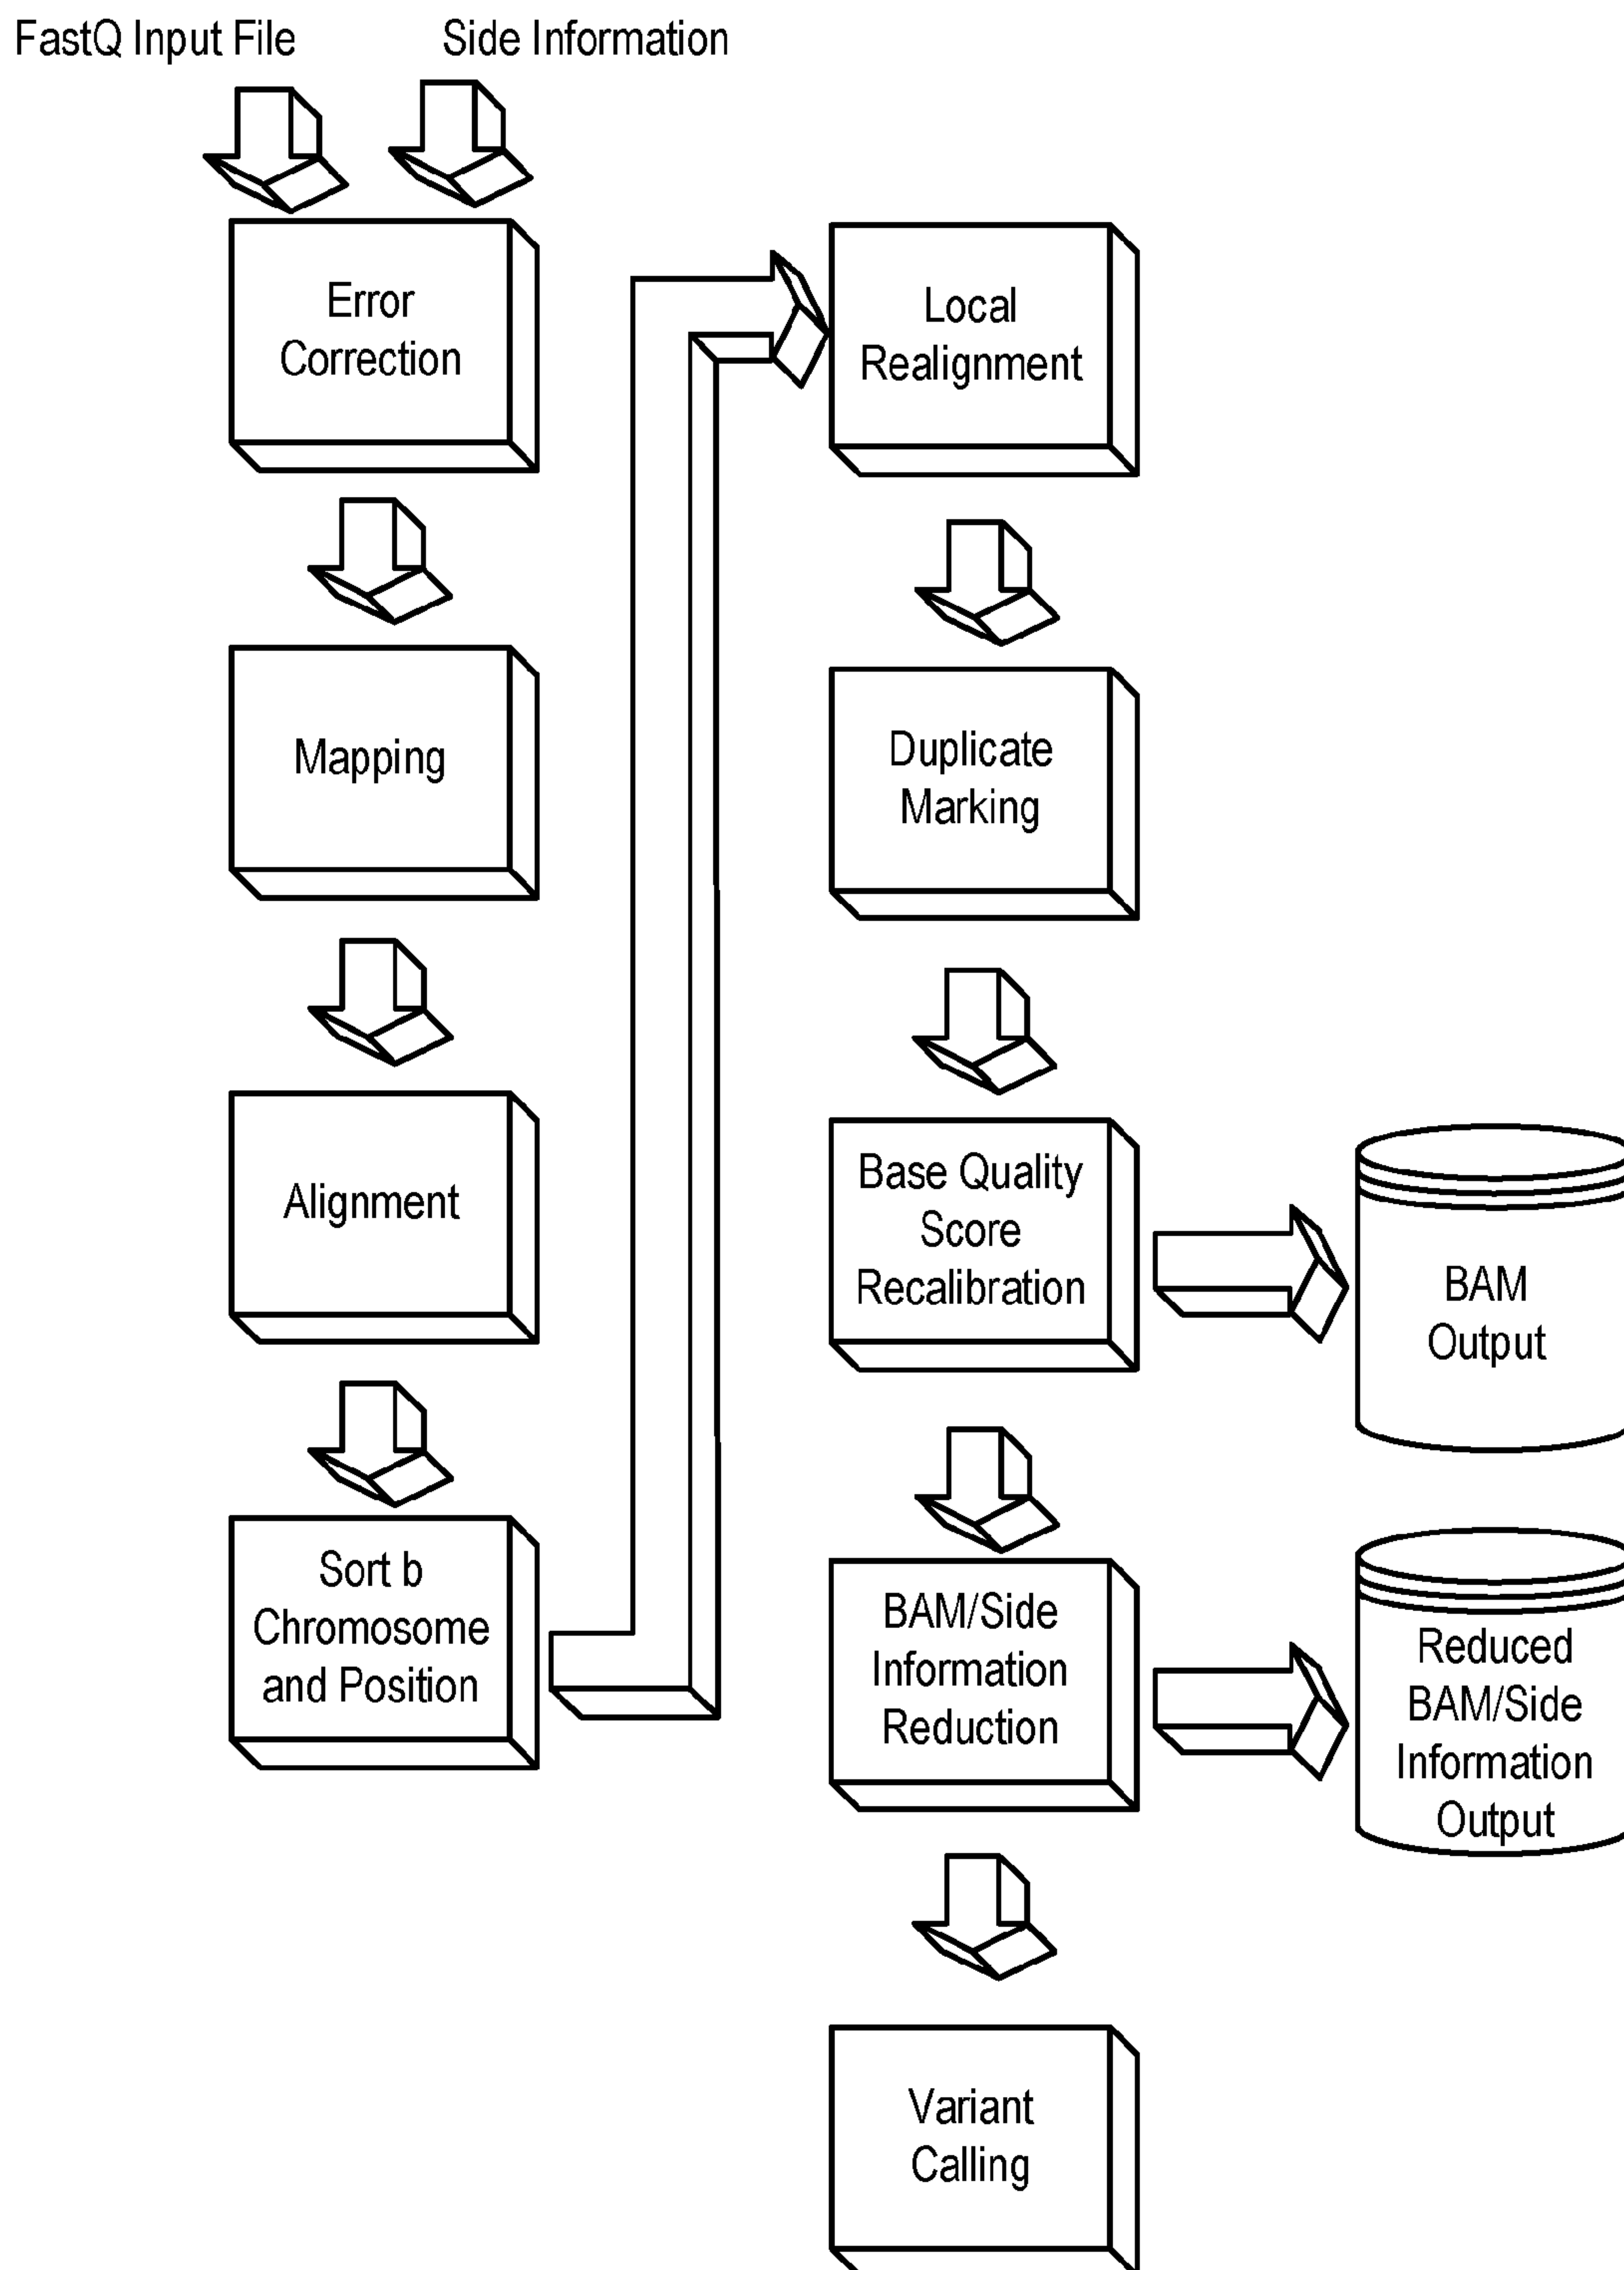 FastQ Input File
Side Information
Error
Correction
Mapping
Alignment
Sort b
Chromosome
and Position
Local
Realignment
Duplicate
Marking
Base Quality
Score
Recalibration
BAM
Output
BAM/Side
Information
Reduction
Reduced
BAM/Side
Information
Output
Variant
Calling